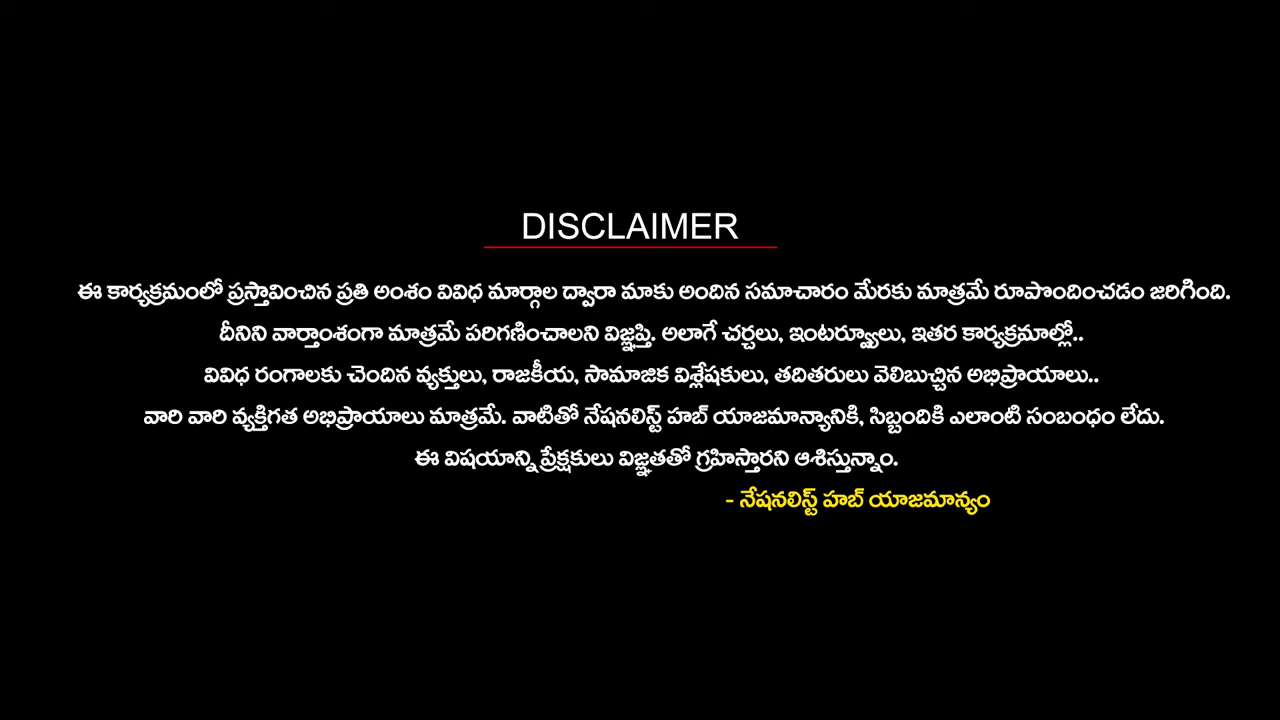 DISCLAIMER
ఈ కార్యక్రమంలో ప్రస్తావించిన ప్రతి అంశం వివిధ మార్గాల ద్వారా మాకు అందిన సమాచారం మేరకు మాత్రమే రూపొందించడం జరిగింది.
దీనిని వార్తాంశంగా మాత్రమే పరిగణించాలని విజ్ఞప్తి. అలాగే చర్చలు, ఇంటర్వ్యూలు, ఇతర కార్యక్రమాల్లో..
వివిధ రంగాలకు చెందిన వ్యక్తులు, రాజకీయ, సామాజిక విశ్లేషకులు, తదితరులు వెలిబుచ్చిన అభిప్రాయాలు..
వారి వారి వ్యక్తిగత అభిప్రాయాలు మాత్రమే. వాటితో నేషనలిస్ట్ హబ్ యాజమాన్యానికి, సిబ్బందికి ఎలాంటి సంబంధం లేదు.
ఈ విషయాన్ని ప్రేక్షకులు విజ్ఞతతో గ్రహిస్తారని ఆశిస్తున్నాం.
- నేషనలిస్ట్ హబ్ యాజమాన్యం